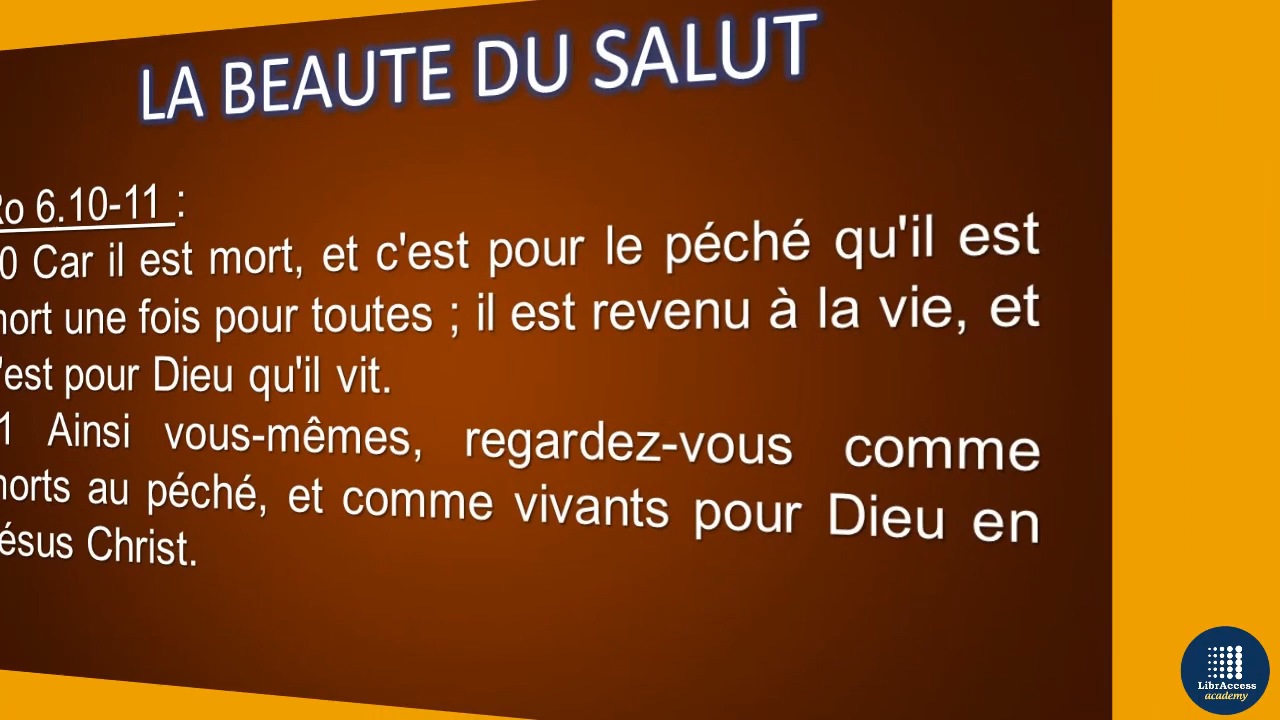 LA BEAUTE DU SALUT
Ro 6.10-11 :
0 Car il est mort, et c'est pour le péché qu'il est
mort une fois pour toutes ; il est revenu à la vie, et
'est pour Dieu qu'il vit.
1 Ainsi vous-mêmes, regardez-vous comme
morts au péché, et comme vivants pour Dieu en
ésus Christ.
LibrAccess
academy